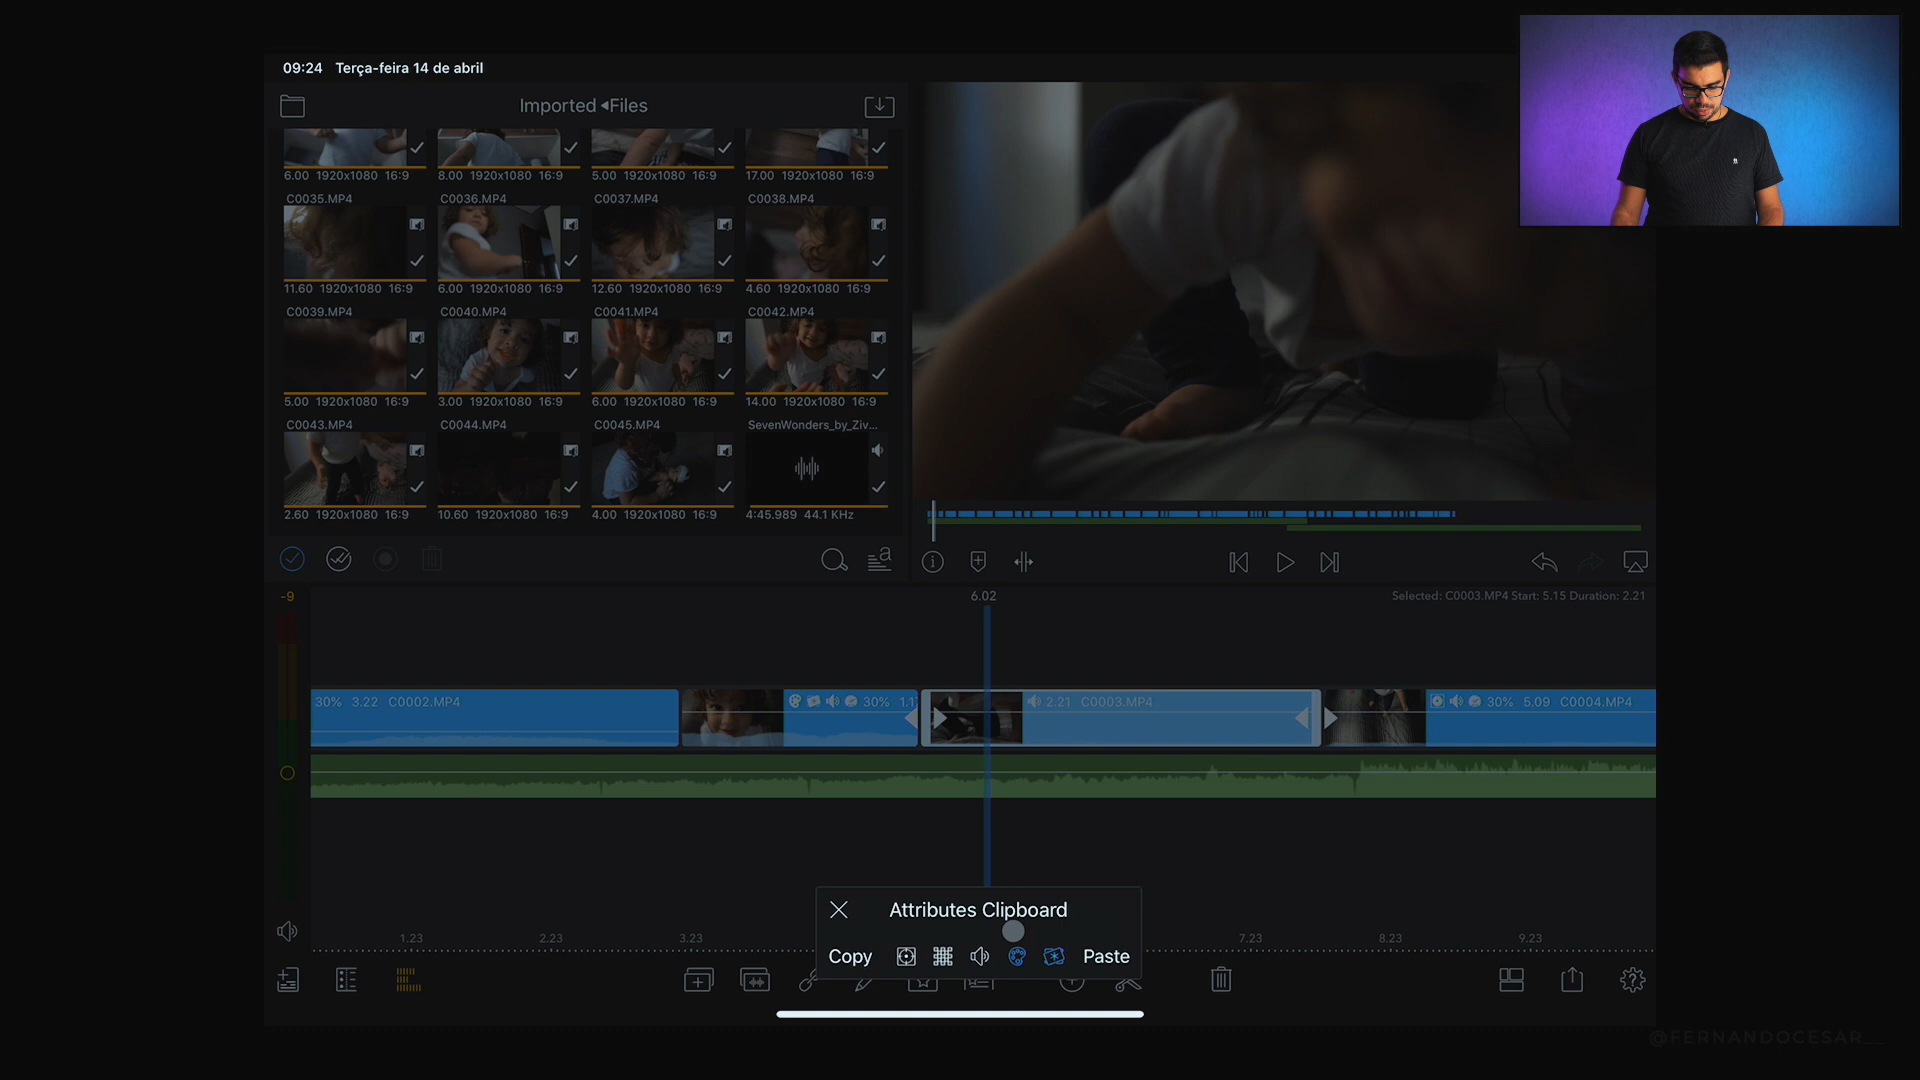 09:24 Terça-feira 14 de abril
Imported Files
6.00 1920x1080 16:9
8.00 1920x1080 16:9
5.00 1920x1080 16:9
17.00 1920x1080 16:9
C0035.MP4
C0036.MP4
C0037.MP4
C0038.MP4
11.60 1920x1080 16:9
6.00 1920x1080 16:9
12.60 1920x1080 16:9
4.60 1920x1080 16:9
C0039.MP4
C0040.MP4
C0041.MP4
C0042.MP4
5.00 1920x1080 16:9
3.00 1920x1080 16:9
6.00 1920x1080 16:9
14.00 1920x1080 16:9
C0043.MP4
C0044.MP4
C0045.MP4
SevenWonders_by_Ziv...
2.60 1920x1080 16:9
10.60 1920x1080 16:9
4.00 1920x1080 16:9
4:45.989 44.1 KHz
-9
6.02
Selected: C0003.MP4 Start: 5.15 Duration: 2.21
30% 3.22 C0002.MP4
30% 1.1
2.21 C0003.MP4
30% 5.09 C0004.MP4
1.23
2.23
3.23
7.23
8.23
9.23
Attributes Clipboard
Copy
Paste
@FERNANDOCESAR__